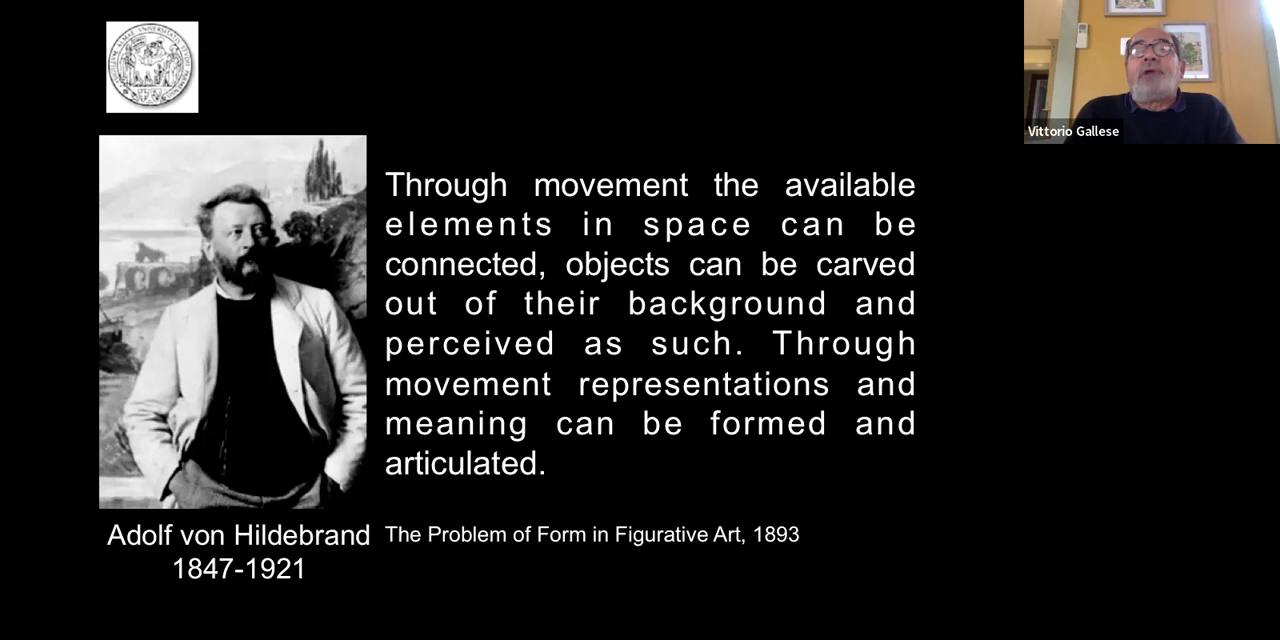 Vittorio Gallese
Through movement the available
elements in space can be
connected, objects can be carved
out of their background and
perceived as such. Through
movement representations and
meaning can be formed and
articulated.
Adolf von Hildebrand
1847-1921
The Problem of Form in Figurative Art, 1893